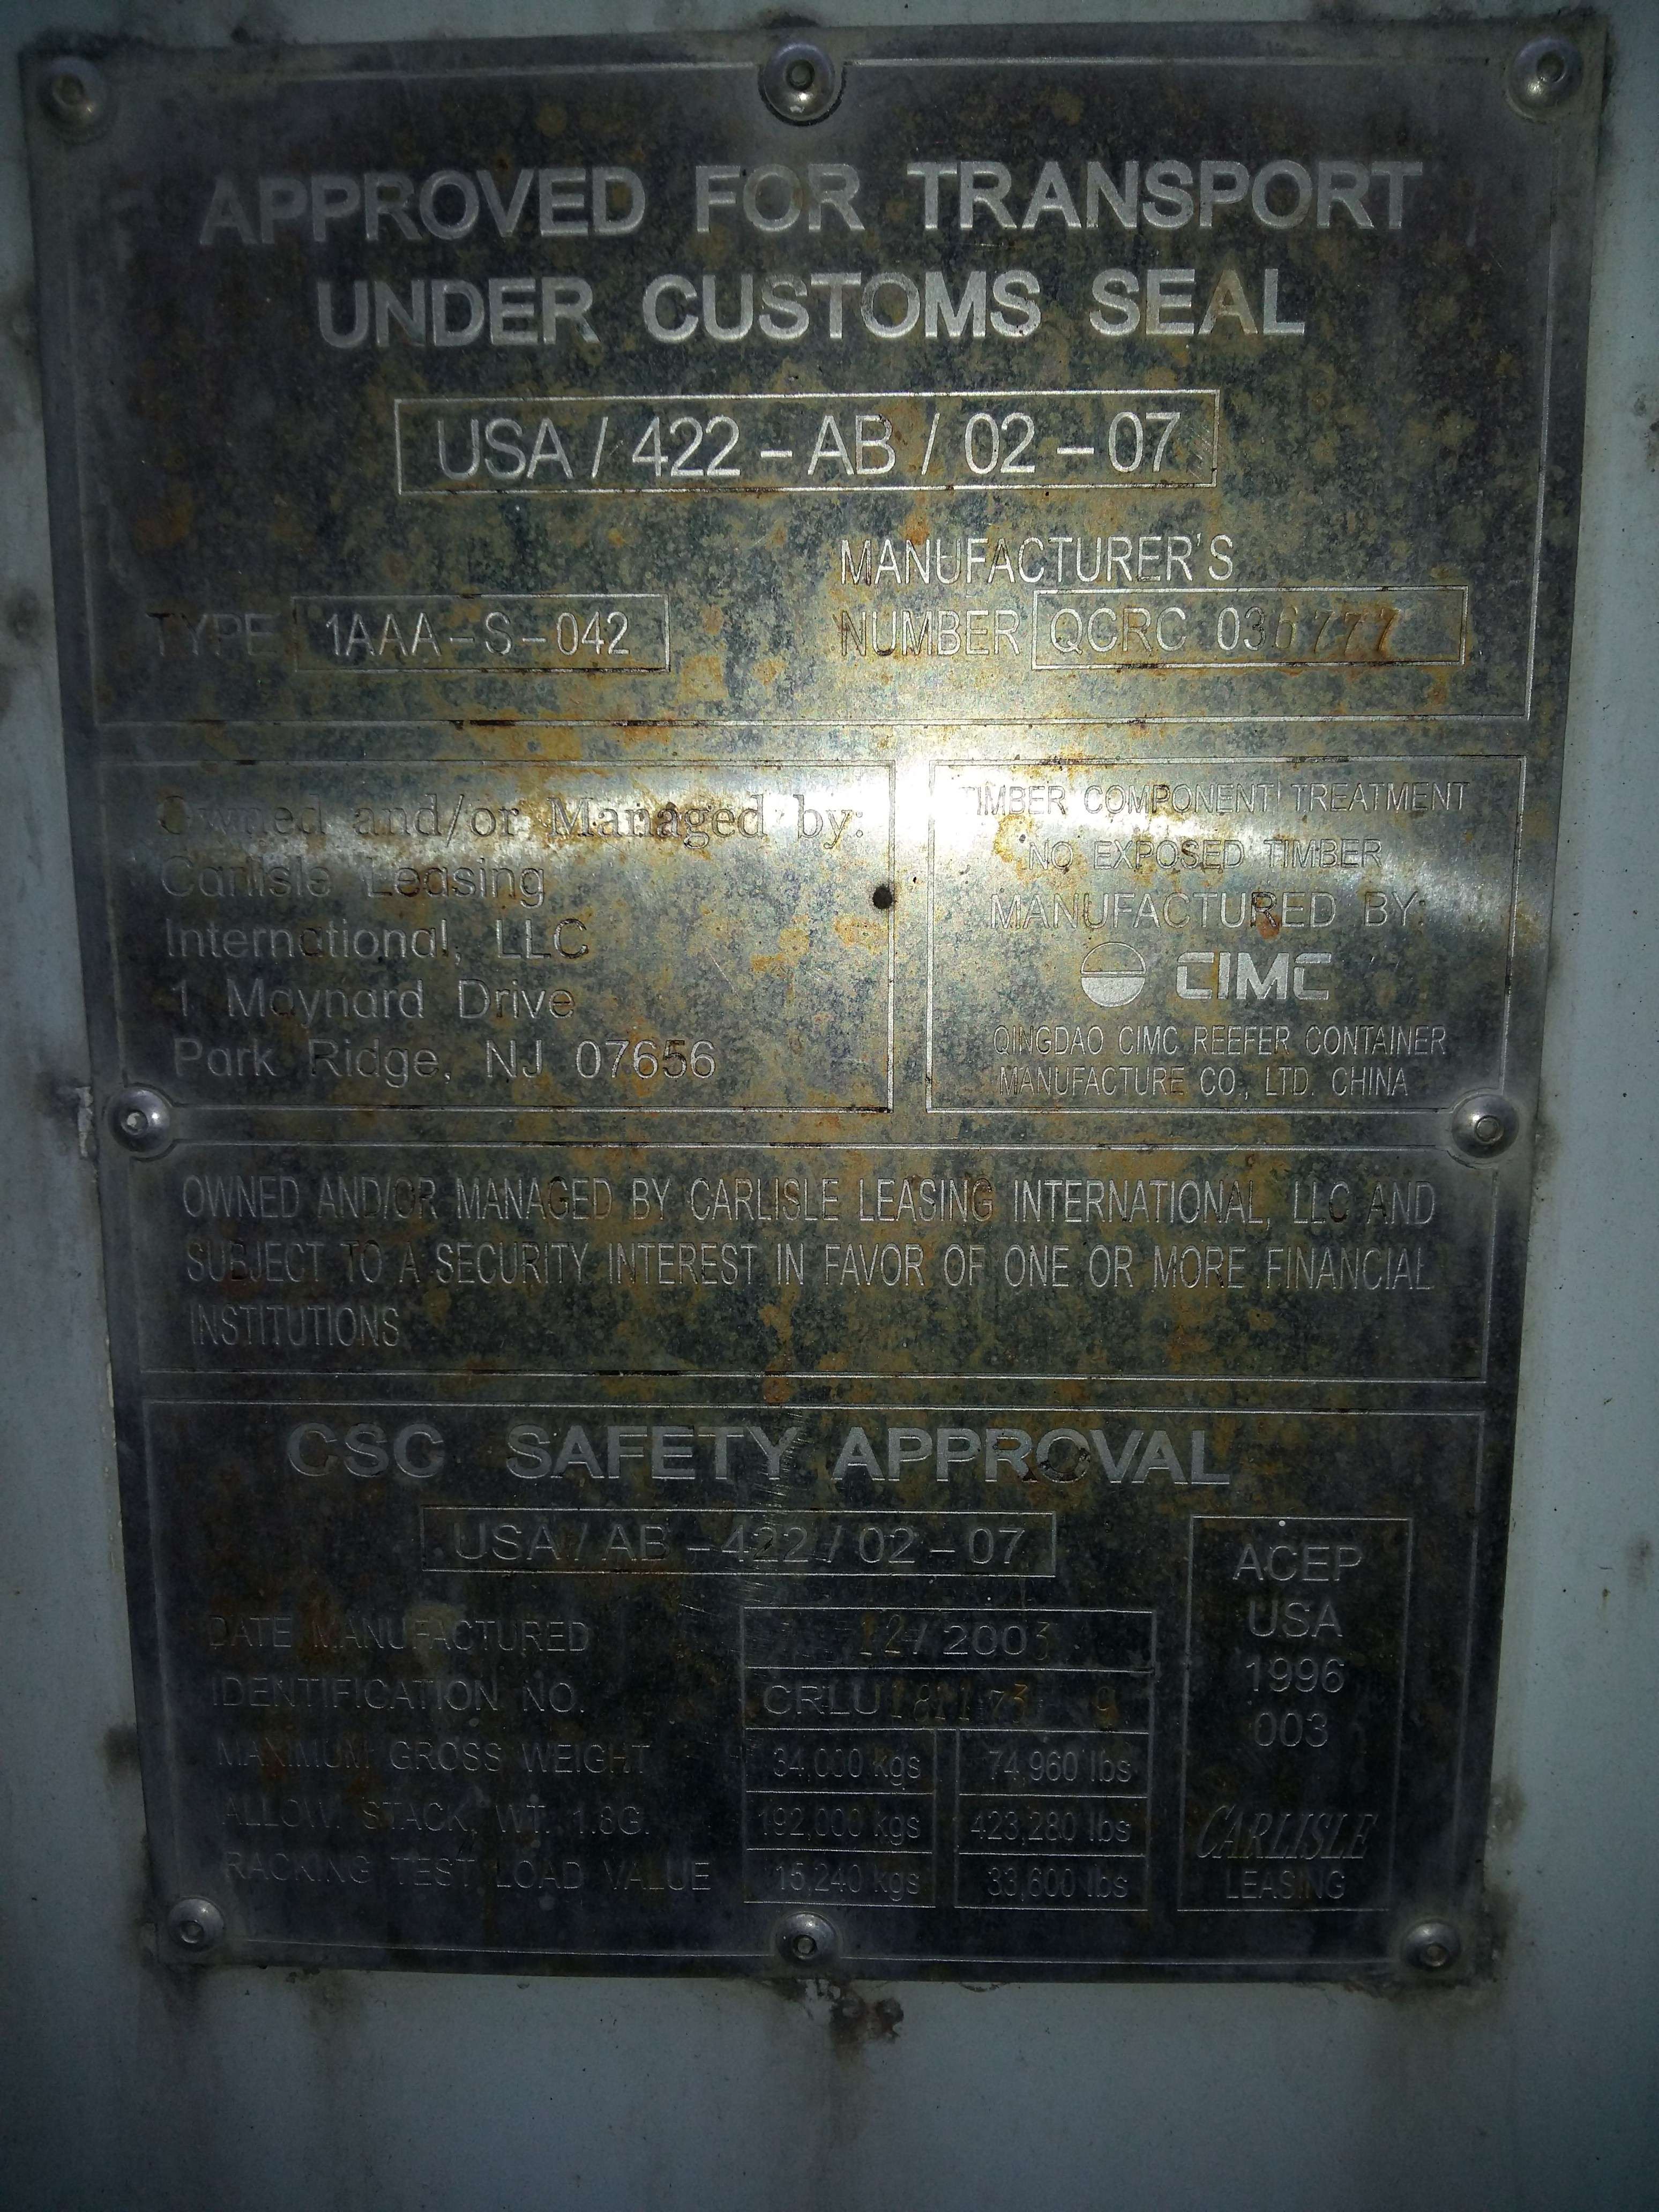 APPROVED FOR TRANSPORT
UNDER CUSTOMS SEAL
USA / 422 – AB / 02 – 07
TYPE 1AAA – S – 042
MANUFACTURER'S
NUMBER QCRC 036777
Owned and/or Managed by:
Carlisle Leasing
International, LLC
1 Maynard Drive
Park Ridge, NJ 07656
TIMBER COMPONENT TREATMENT
NO EXPOSED TIMBER
MANUFACTURED BY:
CIMC
QINGDAO CIMC REEFER CONTAINER
MANUFACTURE CO., LTD. CHINA
OWNED AND/OR MANAGED BY CARLISLE LEASING INTERNATIONAL, LLC AND
SUBJECT TO A SECURITY INTEREST IN FAVOR OF ONE OR MORE FINANCIAL
INSTITUTIONS
CSC SAFETY APPROVAL
USA / AB – 422 / 02 – 07
DATE MANUFACTURED 12 / 2003
IDENTIFICATION NO.
MAXIMUM GROSS WEIGHT 34,000 kgs 74,960 lbs
ALLOW. STACK. WT. 1.8G. 192,000 kgs 423,280 lbs
RACKING TEST LOAD VALUE 15,240 kgs 33,600 lbs
ACEP
USA
1996
003
CARLISLE
LEASING